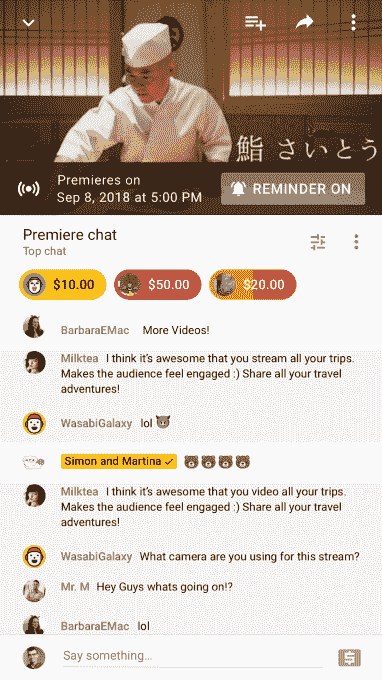 鮨 さいとう
Premieres on
Sep 8, 2018 at 5:00 PM
REMINDER ON
Premiere chat
Top chat
$10.00 $50.00 $20.00
BarbaraEMac More Videos!
Milktea I think it's awesome that you stream all your trips.
Makes the audience feel engaged :) Share all your travel
adventures!
WasabiGalaxy lol 😈
Simon and Martina ✓ 🐻🐻🐻🐻
Milktea I think it's awesome that you video all your trips.
Makes the audience feel engaged :) Share all your travel
adventures!
WasabiGalaxy What camera are you using for this stream?
Mr. M Hey Guys whats going on!?
BarbaraEMac lol
Say something...